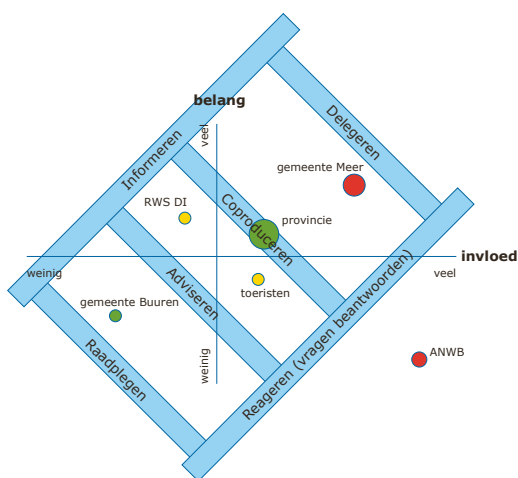 belang
veel
Delegeren
Informeren
gemeente Meer
RWS DI
Coproduceren
provincie
invloed
weinig
veel
Adviseren
toeristen
gemeente Buuren
Reageren (vragen beantwoorden)
weinig
ANWB
Raadplegen